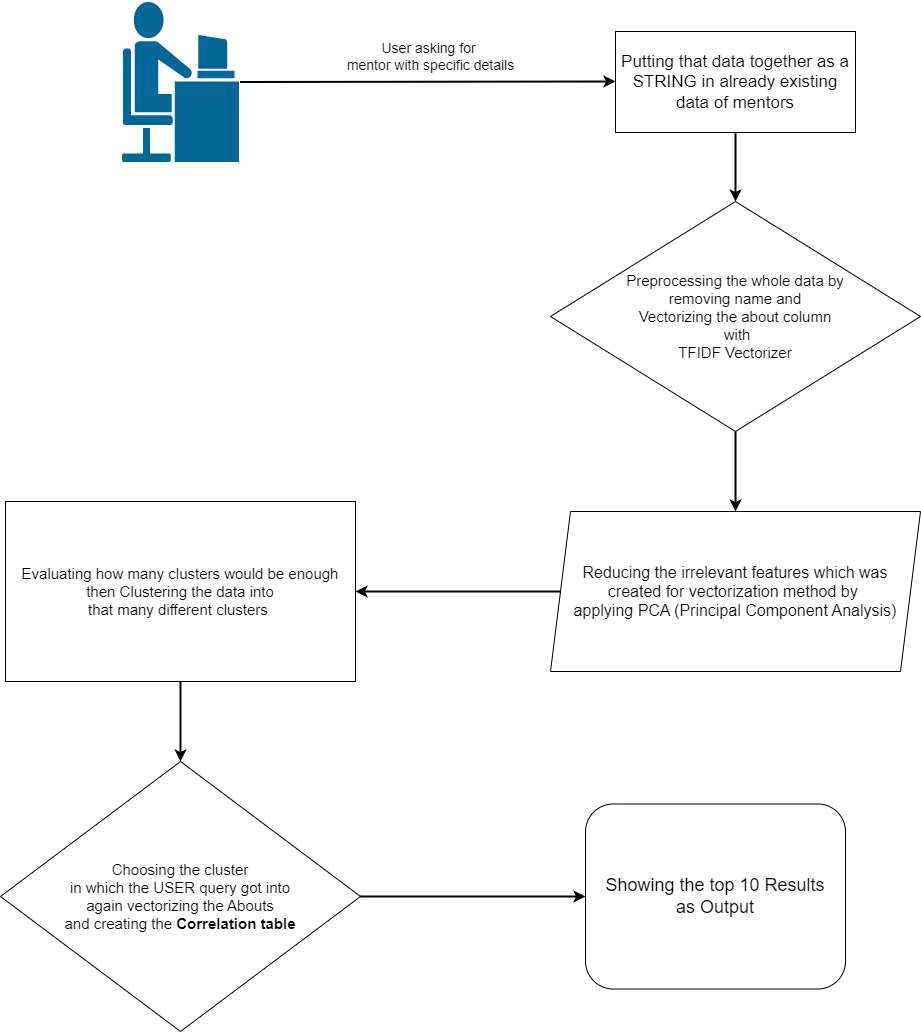 User asking for
mentor with specific details
Putting that data together as a
STRING in already existing
data of mentors
Preprocessing the whole data by
removing name and
Vectorizing the about column
with
TFIDF Vectorizer
Reducing the irrelevant features which was
created for vectorization method by
applying PCA (Principal Component Analysis)
Evaluating how many clusters would be enough
then Clustering the data into
that many different clusters
Choosing the cluster
in which the USER query got into
again vectorizing the Abouts
and creating the Correlation table
Showing the top 10 Results
as Output